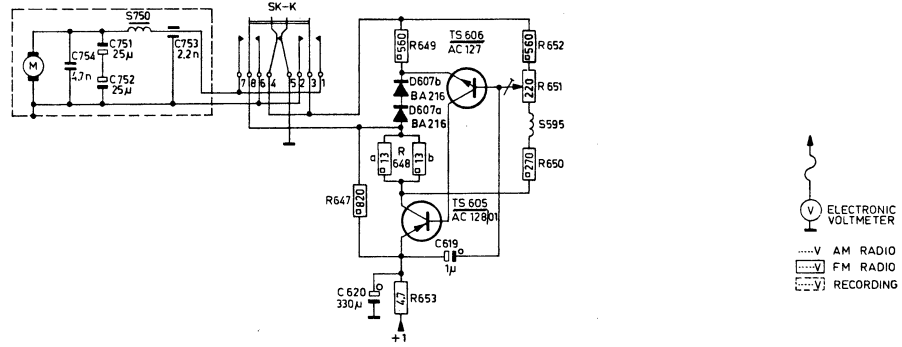 S750
C754
4,7n
C751
25µ
C752
25µ
C753
2,2n
M
SK-K
7 8 6 4 5 2 3 1
560
R649
TS 606
AC 127
560
R652
D607b
BA 216
D607a
BA 216
220
R 651
S595
a 13 R 648 13 b
270
R650
R647
820
TS 605
AC 128/01
C619
1µ
C 620
330µ
4,7
R653
+1
V
ELECTRONIC
VOLTMETER
.....V AM RADIO
.....V FM RADIO
.....V RECORDING